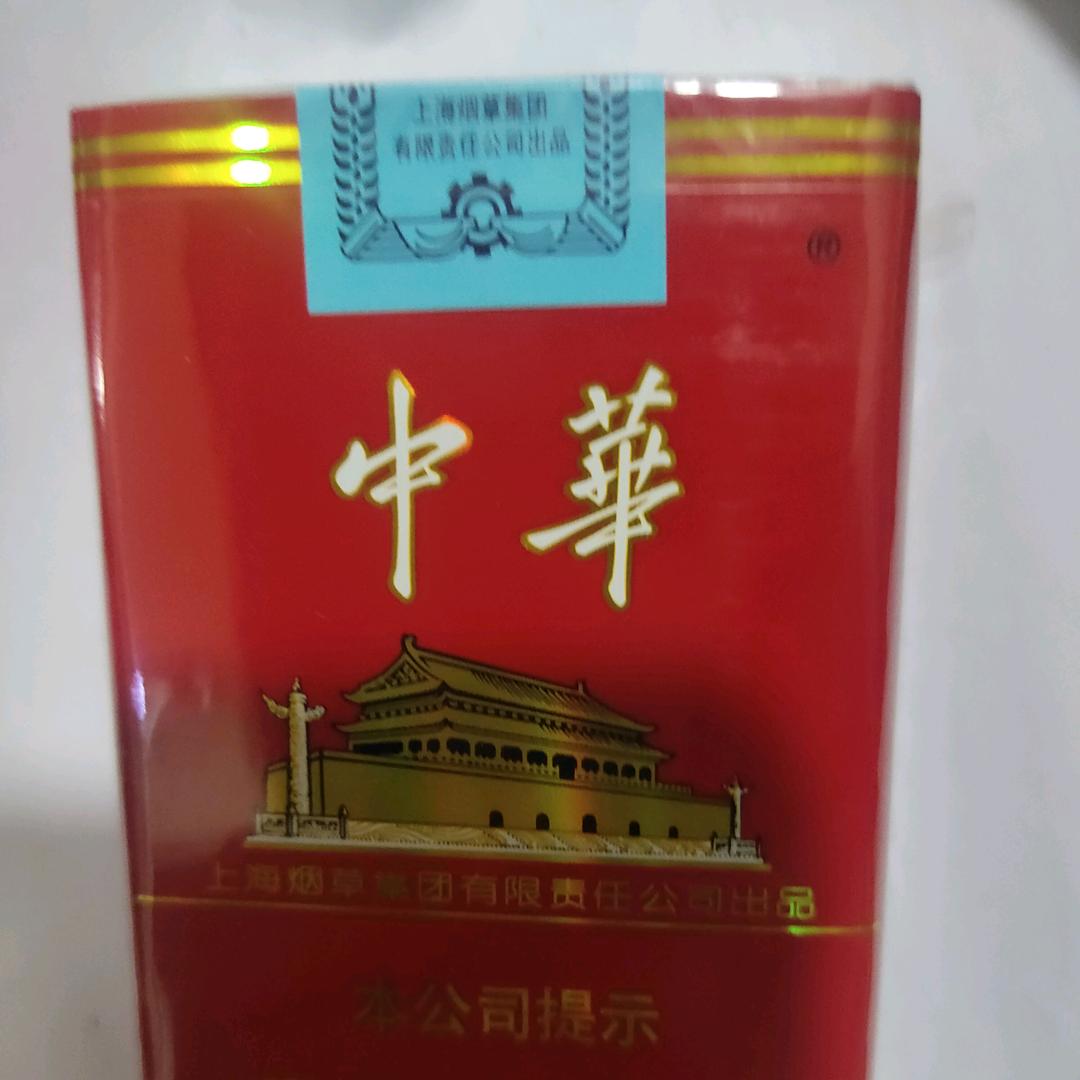 上海烟草集团
有限责任公司出品
®
中華
上海烟草集团有限责任公司出品
本公司提示